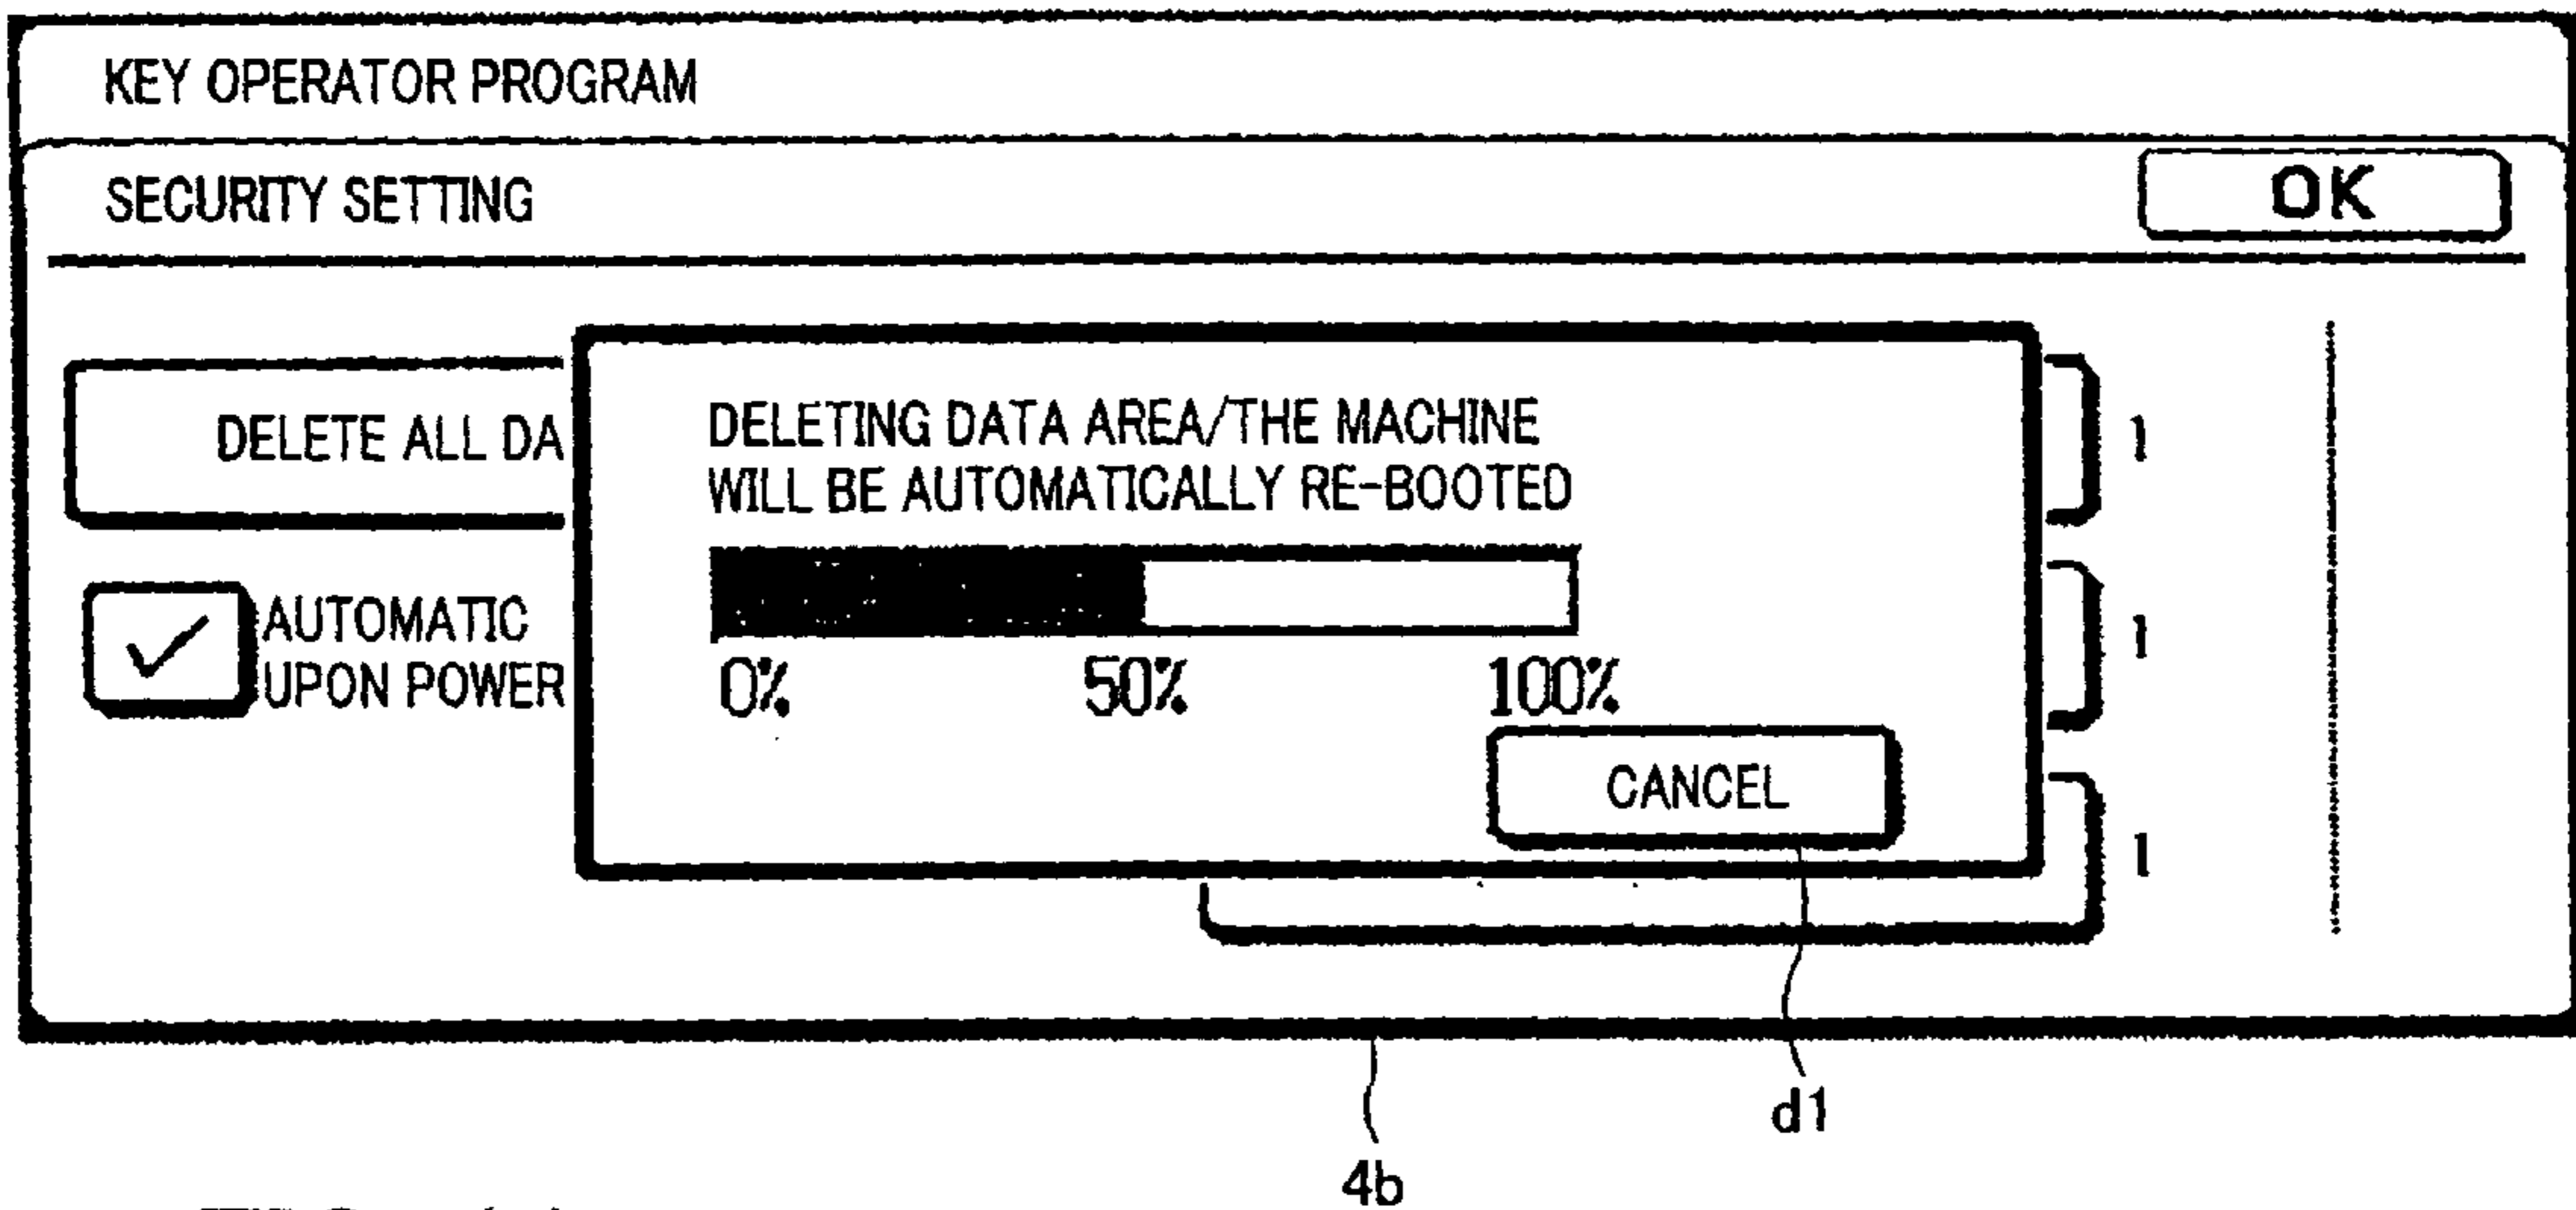 KEY OPERATOR PROGRAM
SECURITY SETTING
OK
DELETE ALL DA
DELETING DATA AREA/THE MACHINE
WILL BE AUTOMATICALLY RE-BOOTED
1
AUTOMATIC
UPON POWER
0% 50% 100%
1
CANCEL
1
d1
4b